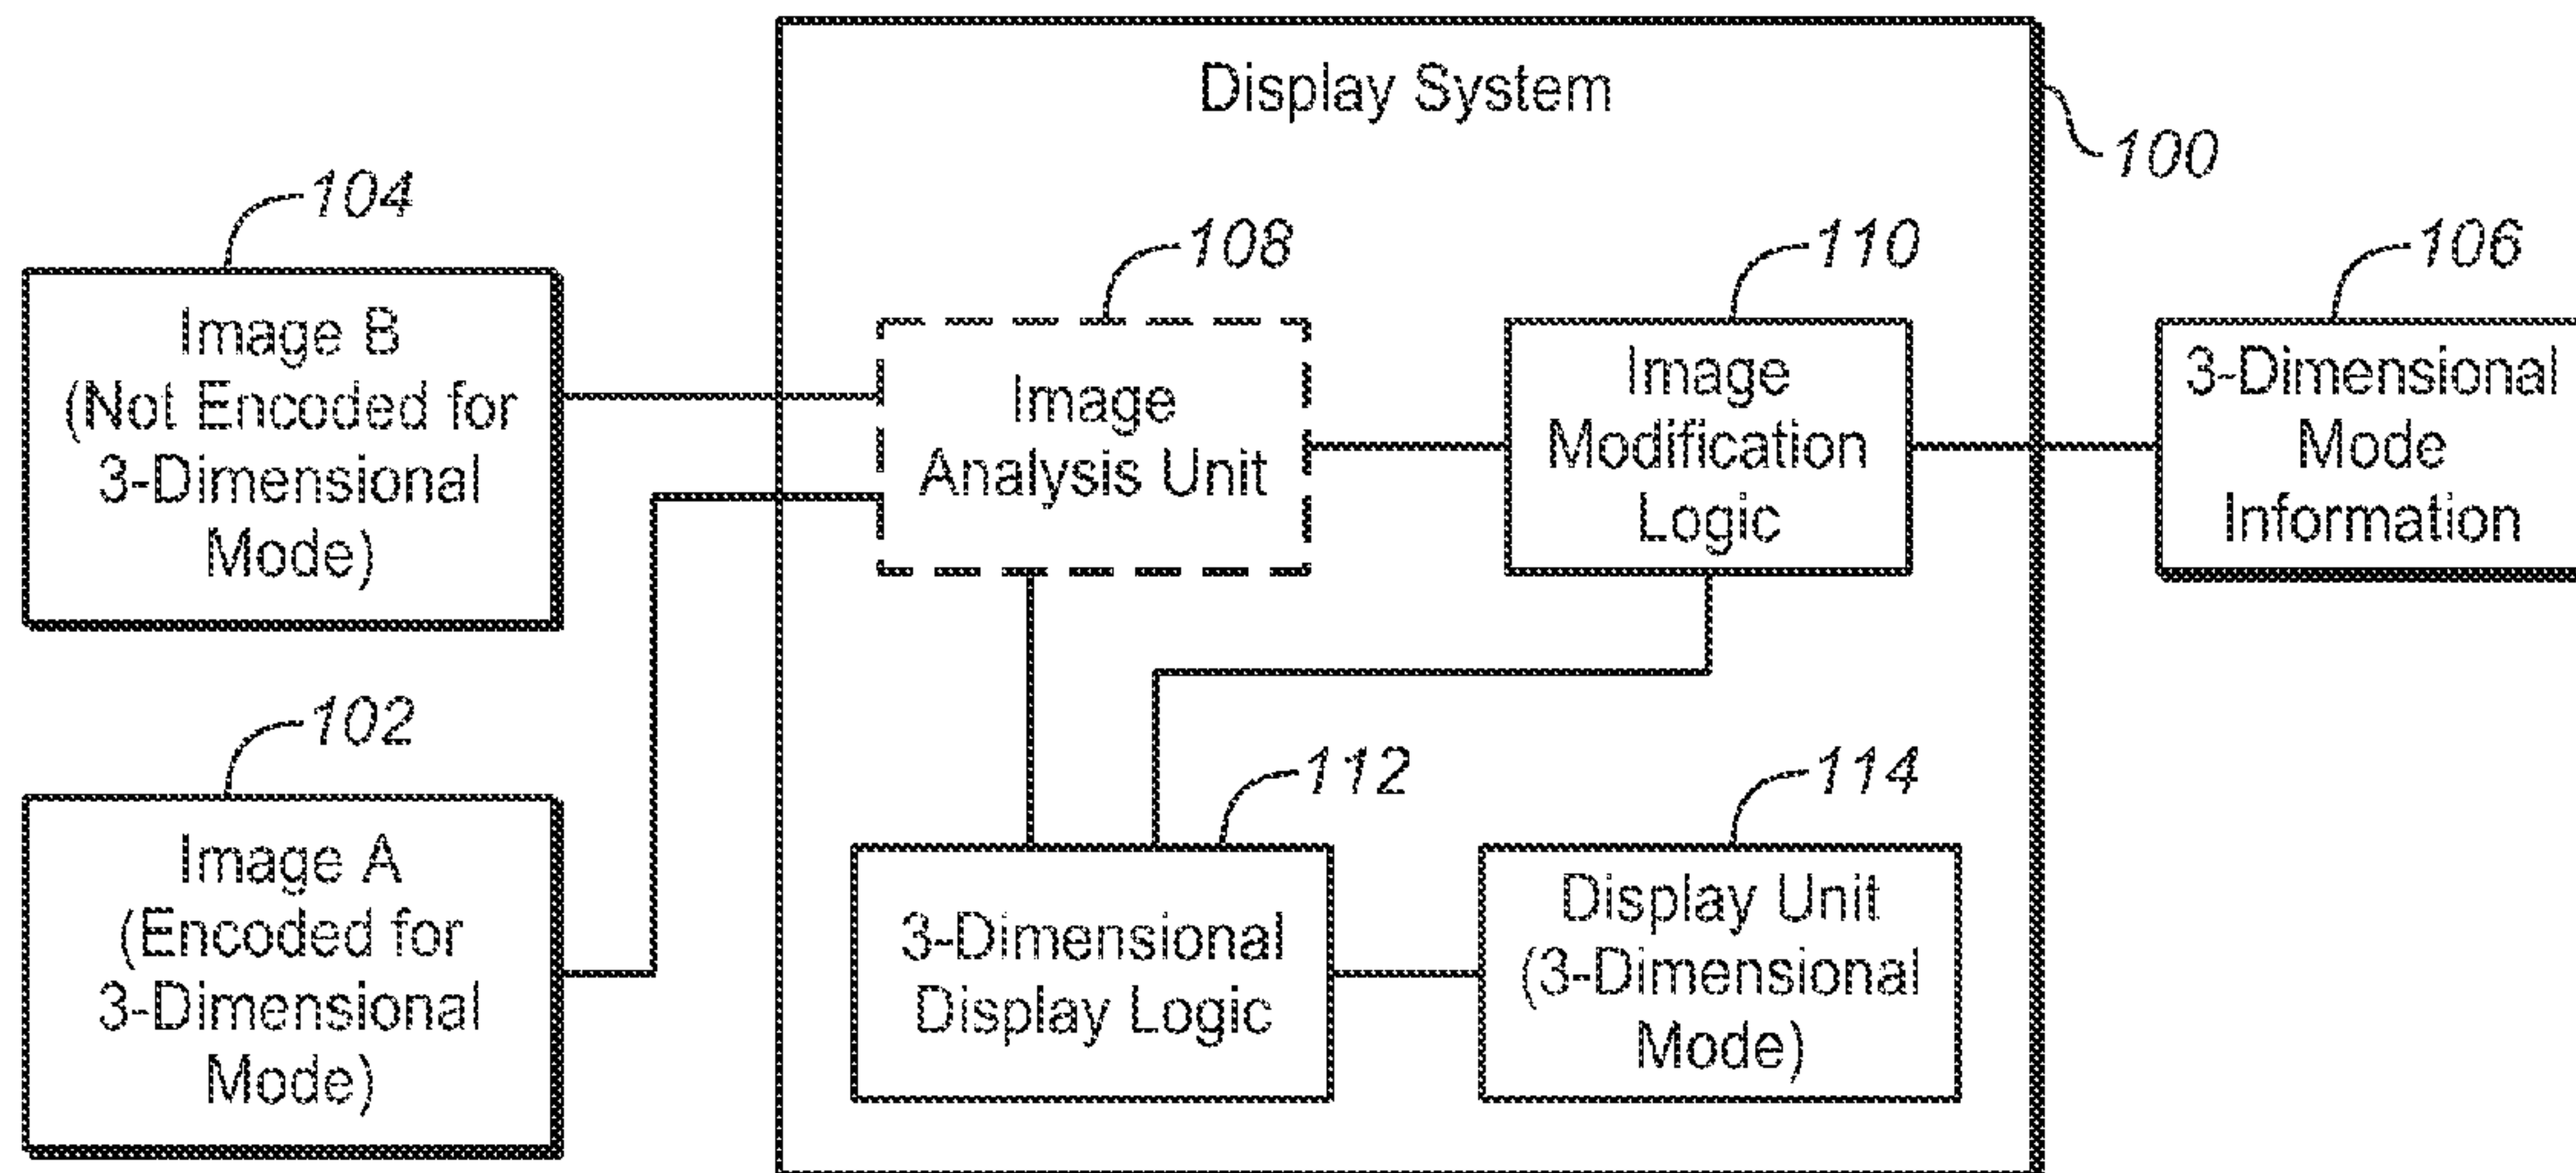 Display System
100
104
Image B
(Not Encoded for
3-Dimensional
Mode)
102
Image A
(Encoded for
3-Dimensional
Mode)
108
Image
Analysis Unit
110
Image
Modification
Logic
106
3-Dimensional
Mode
Information
112
3-Dimensional
Display Logic
114
Display Unit
(3-Dimensional
Mode)